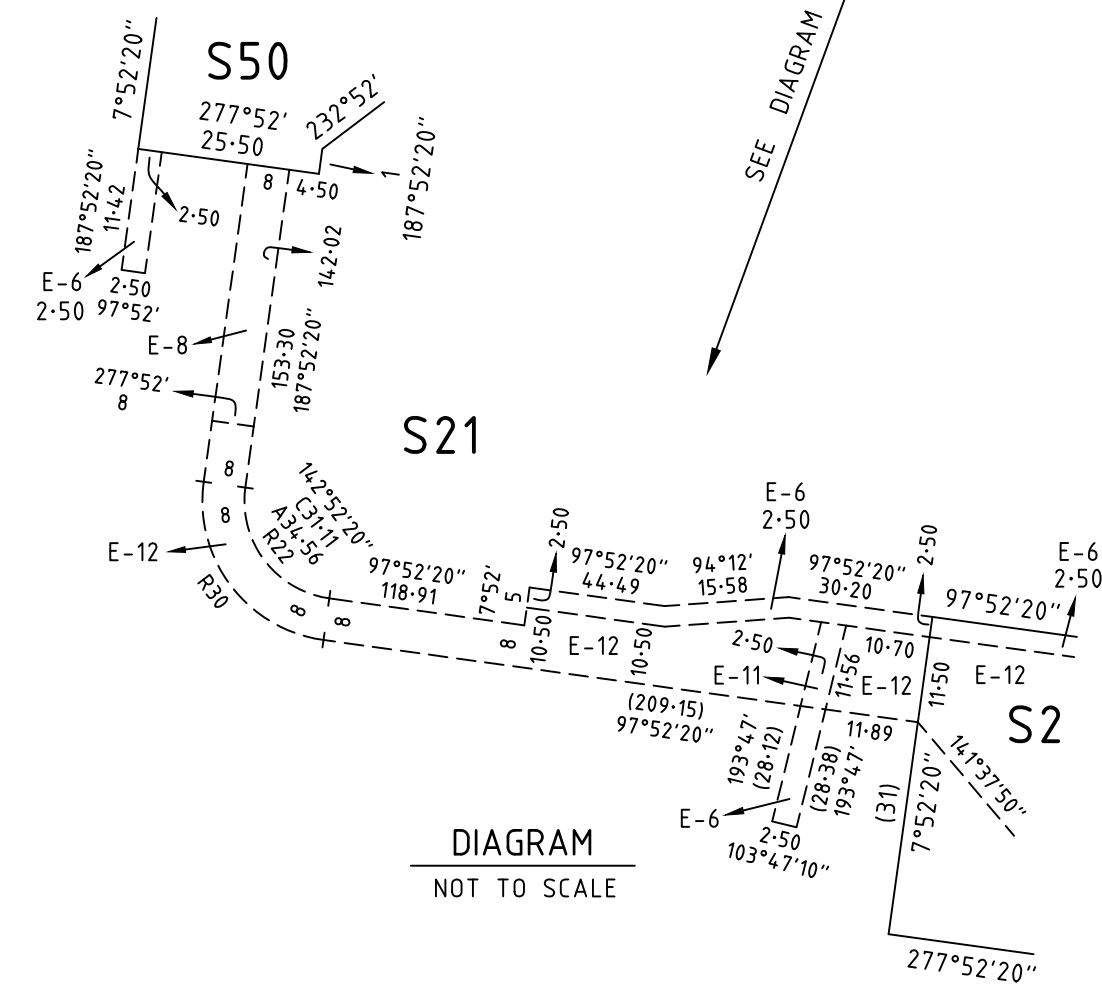 7°52'20"
S50
277°52'
25·50
232°52'
SEE DIAGRAM
187°52'20"
11·42
2·50
8
4·50
1
187°52'20"
142·02
E-6
2·50
2·50
97°52'
E-8
153·30
187°52'20"
277°52'
8
S21
8
8
142°52'20"
C31·11
A34·56
R22
E-12
R30
8
8
97°52'20"
118·91
7°52'
5
8
2·50
10·50
97°52'20"
44·49
E-12
10·50
94°12'
15·58
E-6
2·50
97°52'20"
30·20
2·50
97°52'20"
E-6
2·50
2·50
E-11
11·56
10·70
E-12
11·50
E-12
S2
(209·15)
97°52'20"
11·89
193°47'
(28·12)
(28·38)
193°47'
(31)
7°52'20"
141°37'50"
E-6
2·50
103°47'10"
DIAGRAM
NOT TO SCALE
277°52'20"